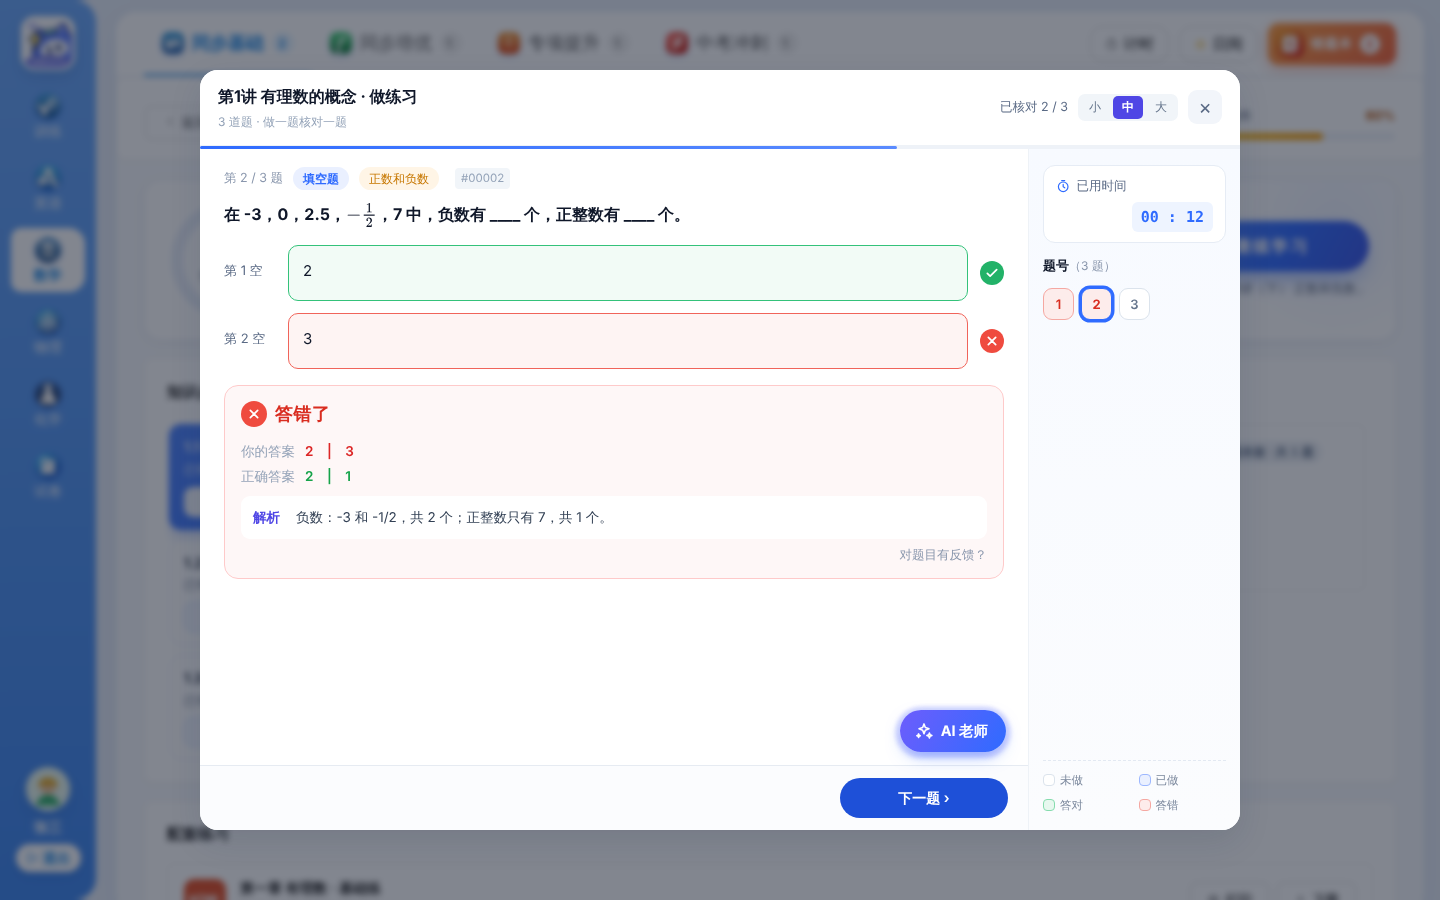 第1讲 有理数的概念 · 做练习
3 道题 · 做一题核对一题
已核对 2 / 3 小 中 大
第 2 / 3 题 填空题 正数和负数 #00002
在 -3，0，2.5，−1/2，7 中，负数有 ____ 个，正整数有 ____ 个。
第 1 空 2
第 2 空 3
答错了
你的答案 2 | 3
正确答案 2 | 1
解析 负数：-3 和 -1/2，共 2 个；正整数只有 7，共 1 个。
对题目有反馈？
AI 老师
下一题 ›
已用时间
00 : 12
题号（3 题）
1 2 3
未做 已做
答对 答错